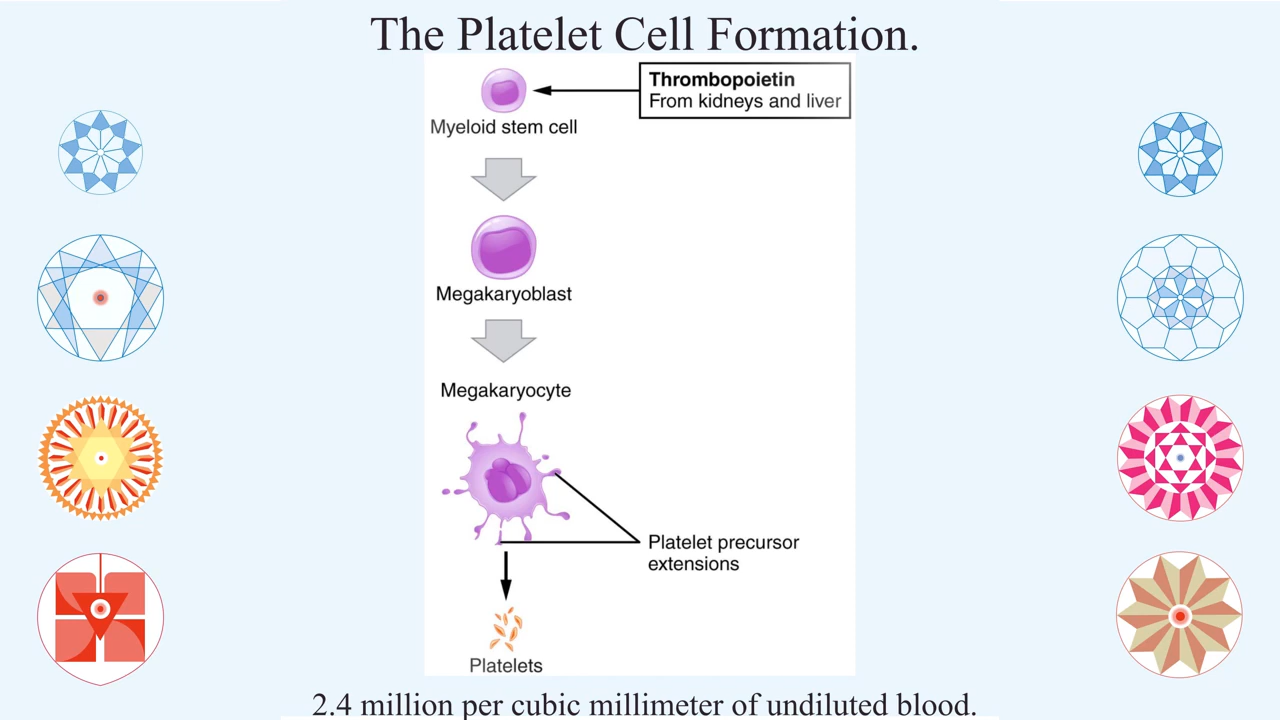 The Platelet Cell Formation.
Thrombopoietin
From kidneys and liver
Myeloid stem cell
Megakaryoblast
Megakaryocyte
Platelet precursor
extensions
Platelets
2.4 million per cubic millimeter of undiluted blood.